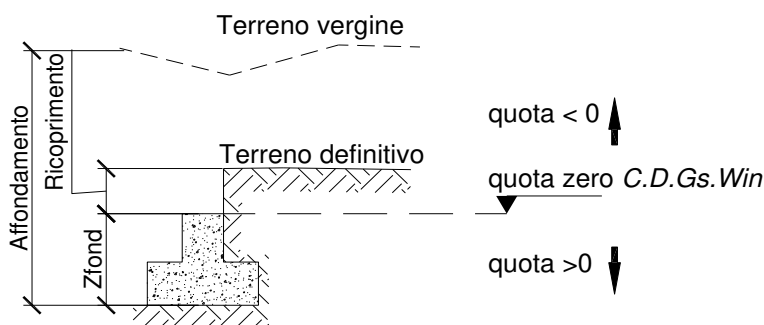 Terreno vergine
Affondamento
Ricoprimento
quota < 0
Terreno definitivo
quota zero C.D.Gs.Win
Zfond
quota >0